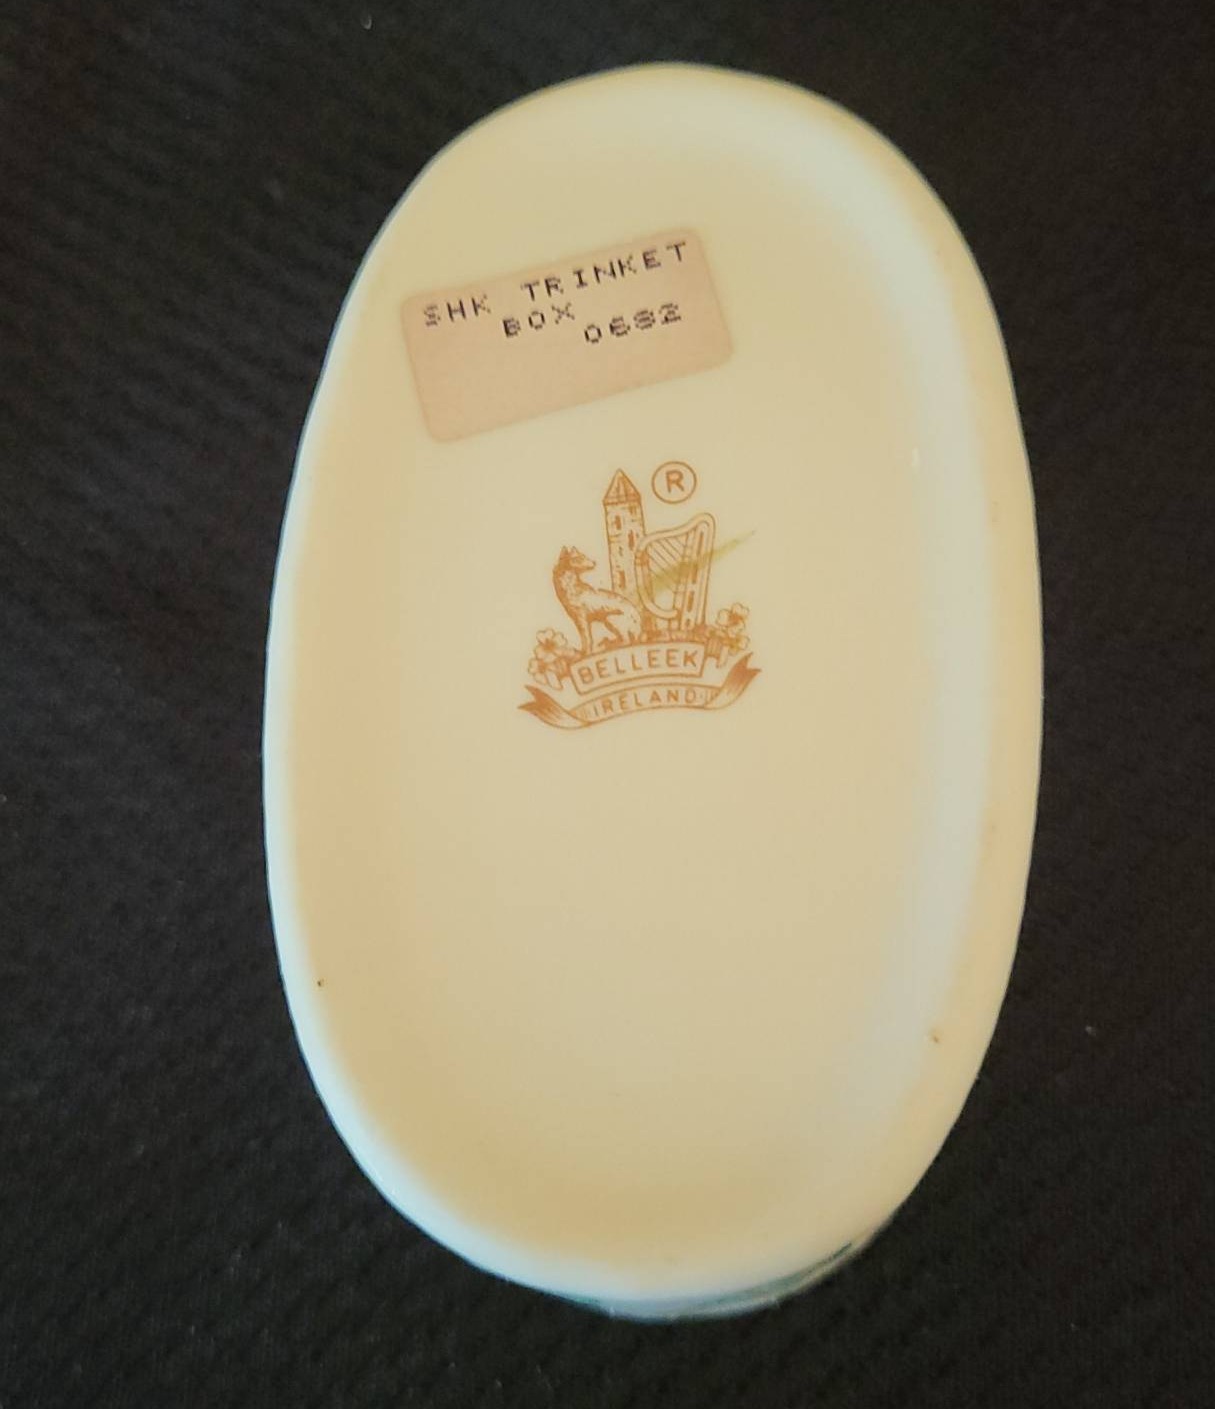 SHK TRINKET
BOX
0682
®
BELLEEK
IRELAND